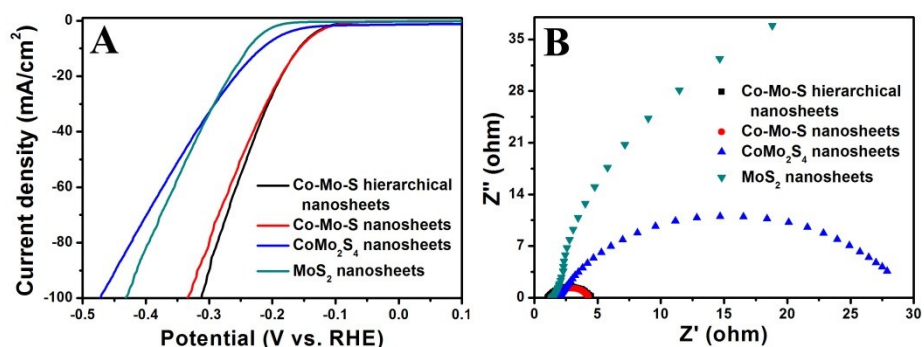 A
Current density (mA/cm²)
0
-20
-40
-60
-80
-100
-0.5
-0.4
-0.3
-0.2
-0.1
0.0
0.1
Potential (V vs. RHE)
Co-Mo-S hierarchical
nanosheets
Co-Mo-S nanosheets
CoMo₂S₄ nanosheets
MoS₂ nanosheets
B
Z'' (ohm)
35
28
21
14
7
0
0
5
10
15
20
25
30
Z' (ohm)
Co-Mo-S hierarchical
nanosheets
Co-Mo-S nanosheets
CoMo₂S₄ nanosheets
MoS₂ nanosheets